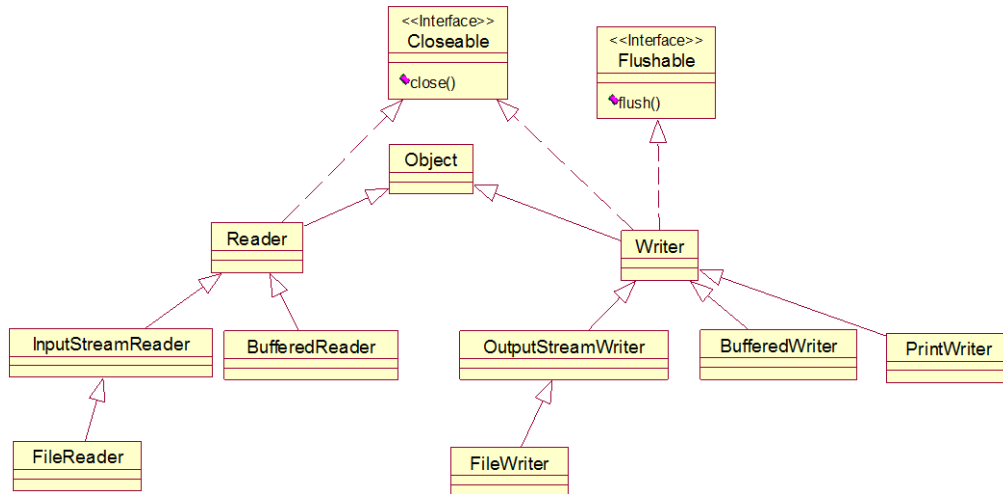 <<Interface>>
Closeable
close()
<<Interface>>
Flushable
flush()
Object
Reader
Writer
InputStreamReader
BufferedReader
OutputStreamWriter
BufferedWriter
PrintWriter
FileReader
FileWriter